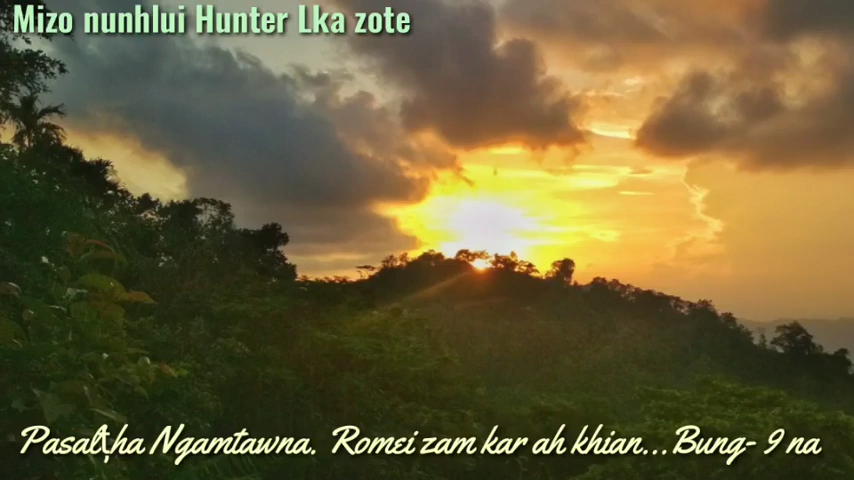 Mizo nunhlui Hunter Lka zote
Pasalṭha Ngamtawna. Romei zam kar ah khian... Bung- 9 na